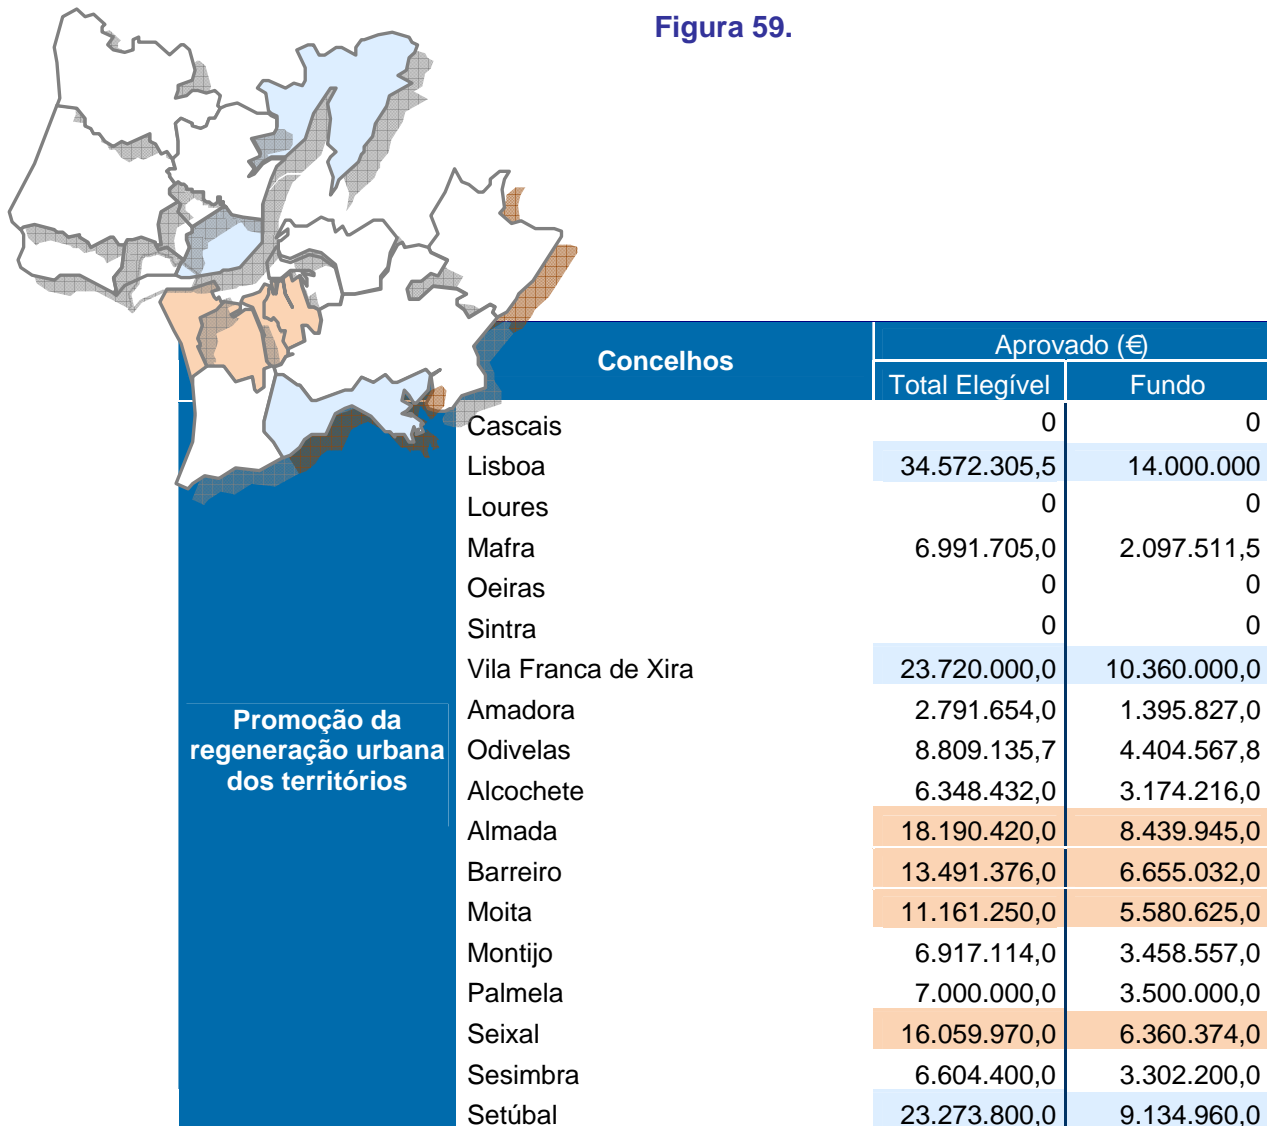 Figura 59.
Concelhos
Aprovado (€)
Total Elegível Fundo
Promoção da
regeneração urbana
dos territórios
Cascais 0 0
Lisboa 34.572.305,5 14.000.000
Loures 0 0
Mafra 6.991.705,0 2.097.511,5
Oeiras 0 0
Sintra 0 0
Vila Franca de Xira 23.720.000,0 10.360.000,0
Amadora 2.791.654,0 1.395.827,0
Odivelas 8.809.135,7 4.404.567,8
Alcochete 6.348.432,0 3.174.216,0
Almada 18.190.420,0 8.439.945,0
Barreiro 13.491.376,0 6.655.032,0
Moita 11.161.250,0 5.580.625,0
Montijo 6.917.114,0 3.458.557,0
Palmela 7.000.000,0 3.500.000,0
Seixal 16.059.970,0 6.360.374,0
Sesimbra 6.604.400,0 3.302.200,0
Setúbal 23.273.800,0 9.134.960,0